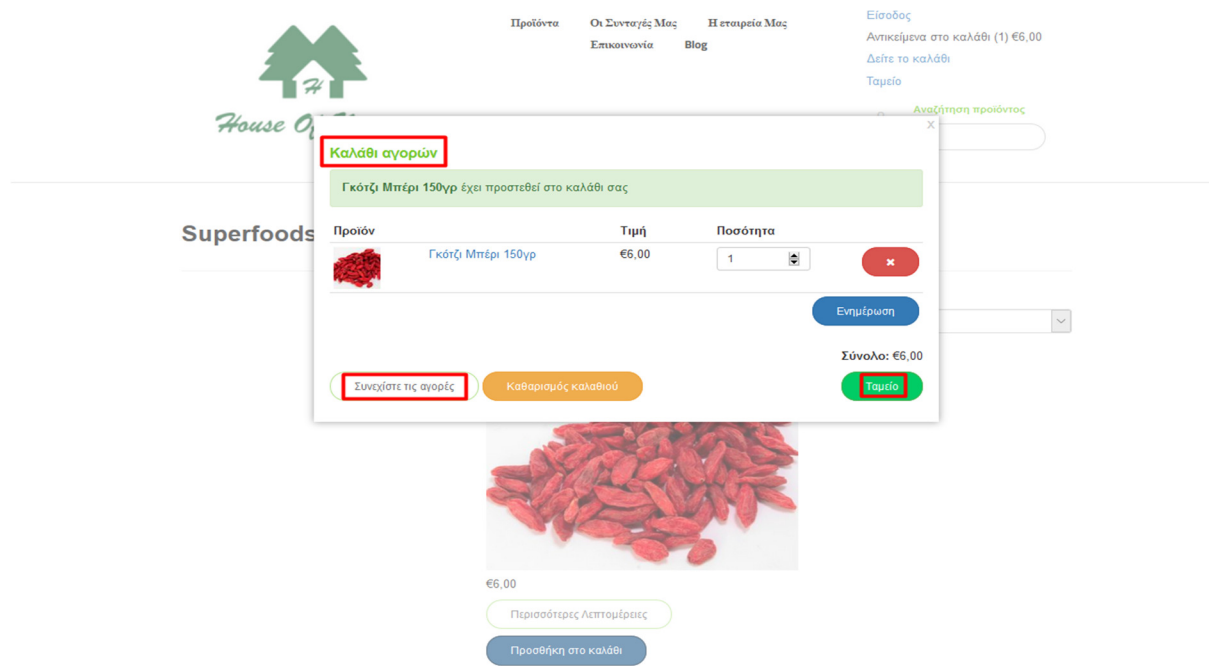 Προϊόντα Οι Συνταγές Μας Η εταιρεία Μας
Επικοινωνία Blog
Είσοδος
Αντικείμενα στο καλάθι (1) €6,00
Δείτε το καλάθι
Ταμείο
Αναζήτηση προϊόντος
H
House
x
Καλάθι αγορών
Γκότζι Μπέρι 150γρ έχει προστεθεί στο καλάθι σας
Superfoods
Προϊόν Τιμή Ποσότητα
Γκότζι Μπέρι 150γρ €6,00 1
Ενημέρωση
Σύνολο: €6,00
Συνεχίστε τις αγορές Καθαρισμός καλαθιού Ταμείο
€6,00
Περισσότερες Λεπτομέρειες
Προσθήκη στο καλάθι